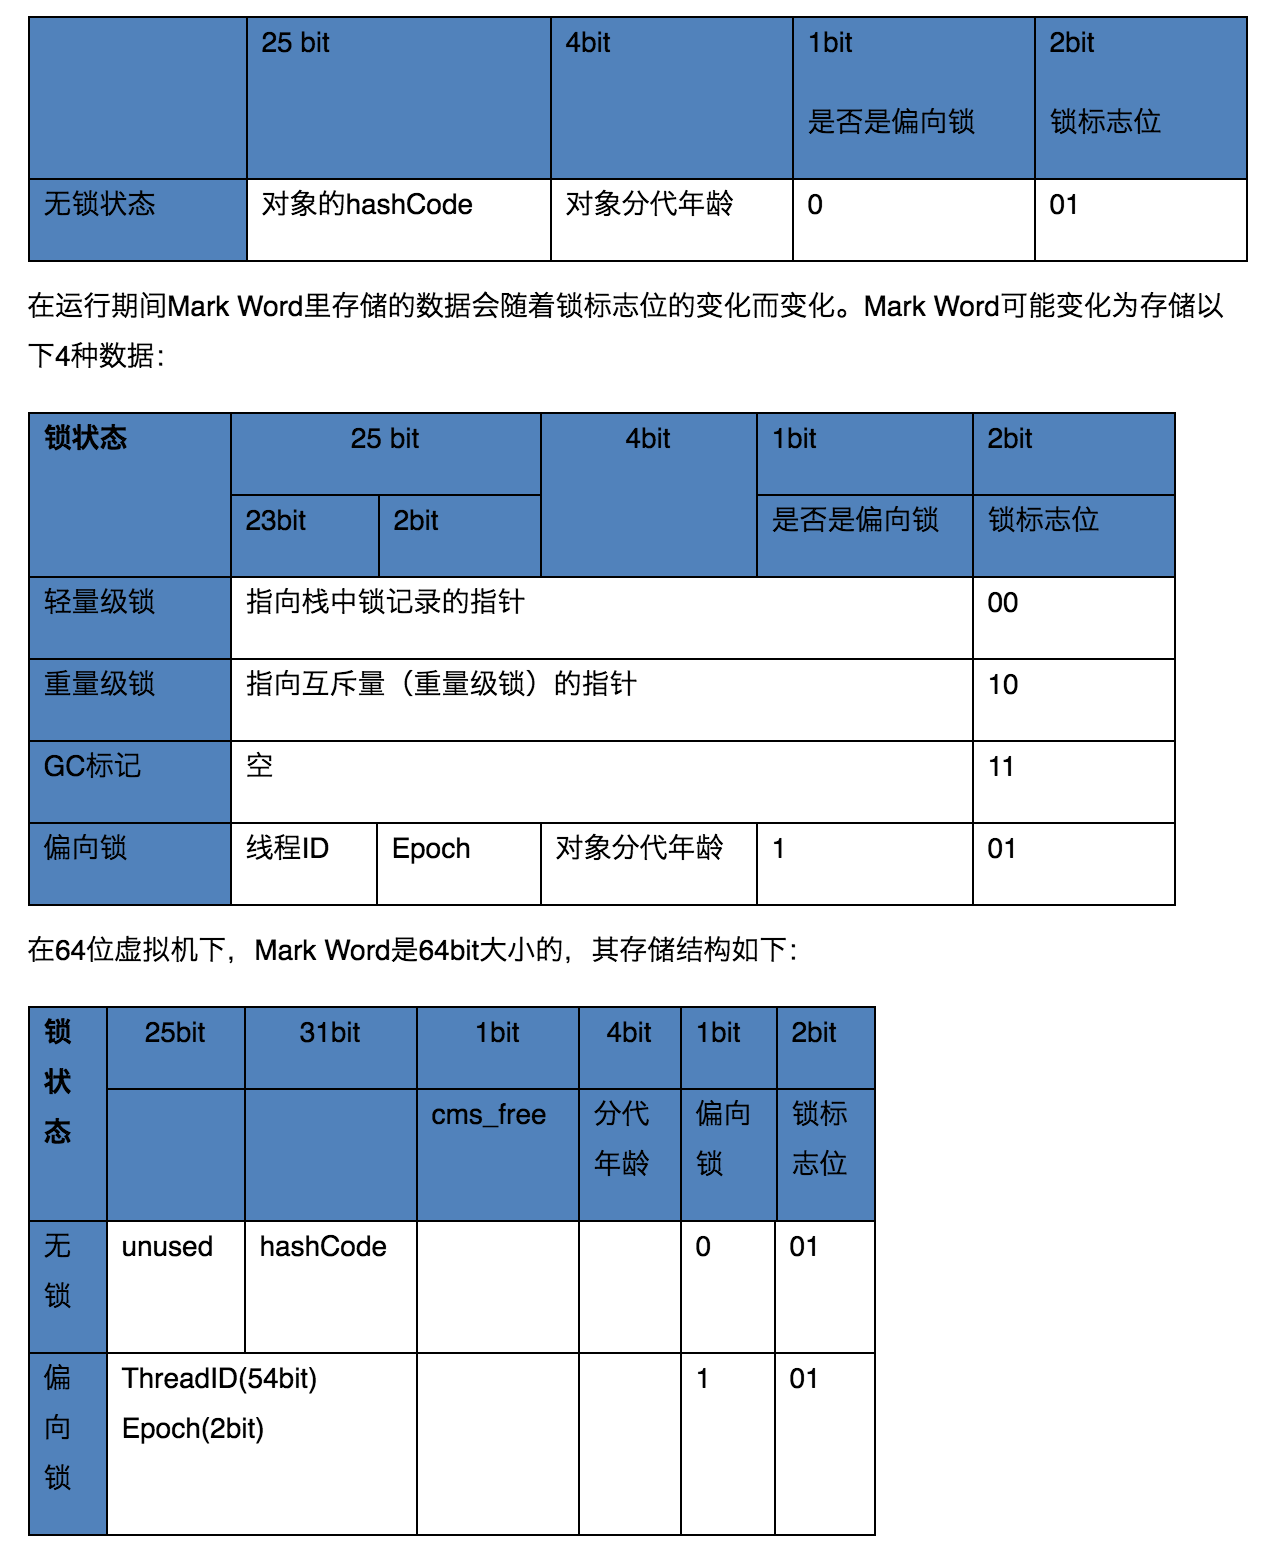 25 bit 4bit 1bit 2bit
是否是偏向锁 锁标志位
无锁状态 对象的hashCode 对象分代年龄 0 01
在运行期间Mark Word里存储的数据会随着锁标志位的变化而变化。Mark Word可能变化为存储以
下4种数据：
锁状态 25 bit 4bit 1bit 2bit
23bit 2bit 是否是偏向锁 锁标志位
轻量级锁 指向栈中锁记录的指针 00
重量级锁 指向互斥量（重量级锁）的指针 10
GC标记 空 11
偏向锁 线程ID Epoch 对象分代年龄 1 01
在64位虚拟机下，Mark Word是64bit大小的，其存储结构如下：
锁 25bit 31bit 1bit 4bit 1bit 2bit
状
态 cms_free 分代 偏向 锁标
年龄 锁 志位
无 unused hashCode 0 01
锁
偏 ThreadID(54bit) 1 01
向 Epoch(2bit)
锁